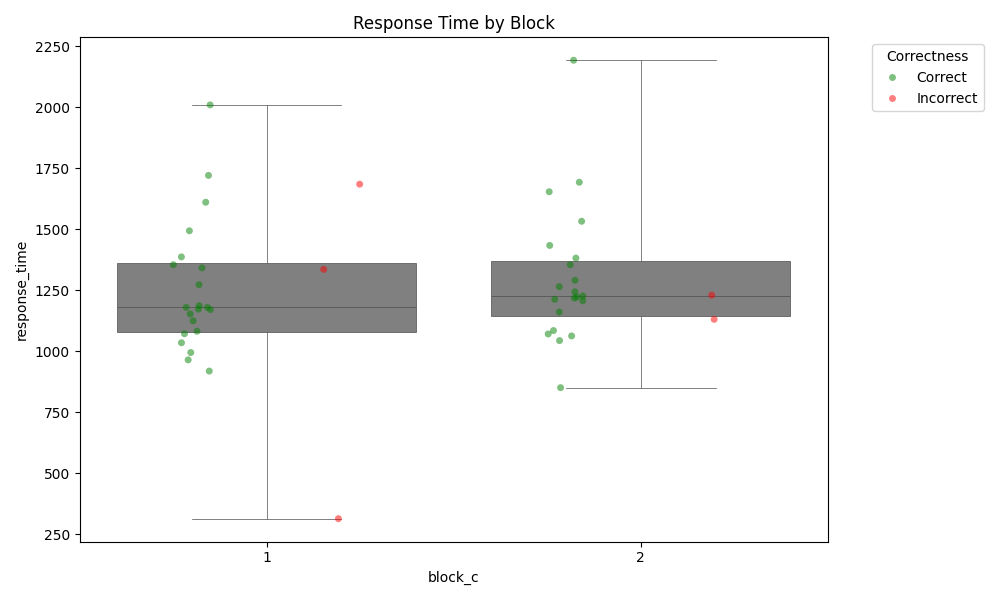 Response Time by Block
Correctness
Correct
Incorrect
response_time
2250
2000
1750
1500
1250
1000
750
500
250
1
2
block_c